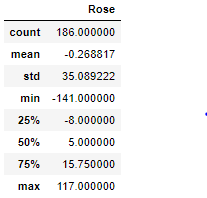 Rose
count 186.000000
mean -0.268817
std 35.089222
min -141.000000
25% -8.000000
50% 5.000000
75% 15.750000
max 117.000000